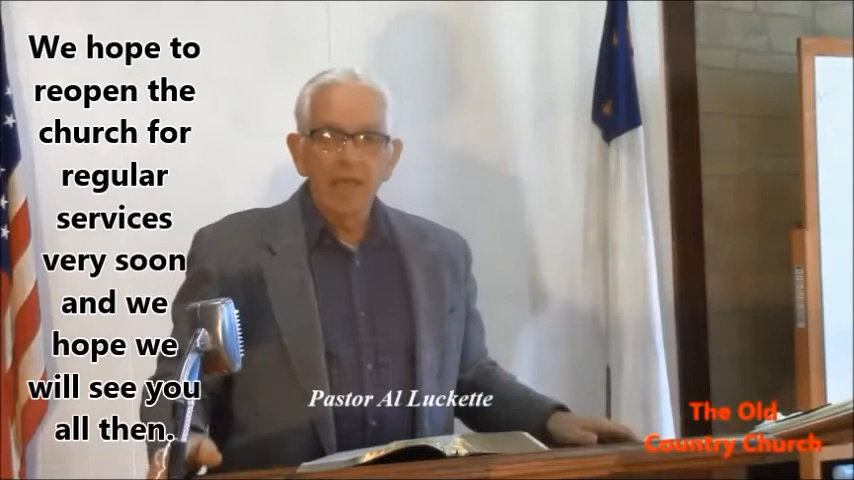 We hope to
reopen the
church for
regular
services
very soon
and we
hope we
will see you
all then.
Pastor Al Luckette
The Old
Country Church